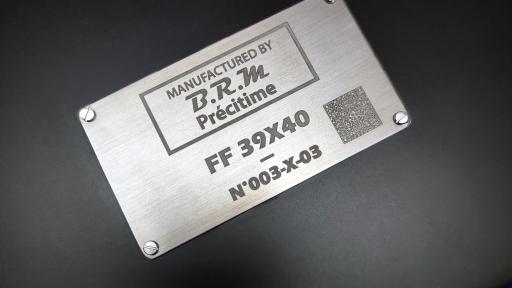 MANUFACTURED BY
B.R.M
Précitime
FF 39X40
N°003-X-03